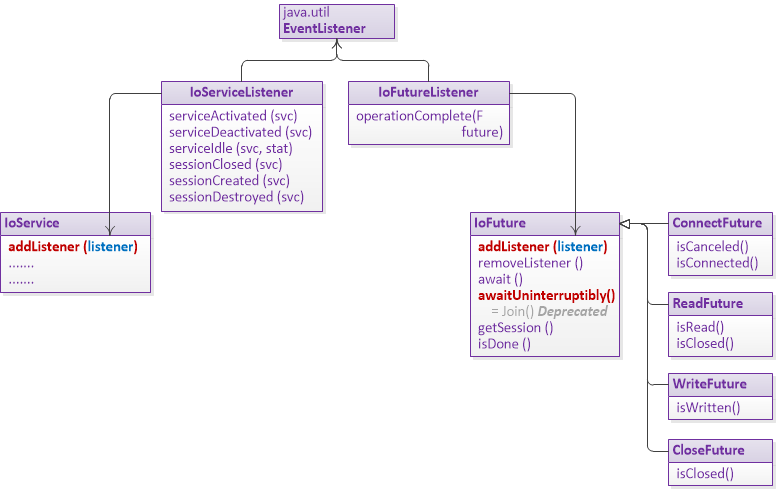 java.util
EventListener
IoServiceListener
serviceActivated (svc)
serviceDeactivated (svc)
serviceIdle (svc, stat)
sessionClosed (svc)
sessionCreated (svc)
sessionDestroyed (svc)
IoFutureListener
operationComplete(F
future)
IoService
addListener (listener)
.......
.......
IoFuture
addListener (listener)
removeListener ()
await ()
awaitUninterruptibly()
= Join() Deprecated
getSession ()
isDone ()
ConnectFuture
isCanceled()
isConnected()
ReadFuture
isRead()
isClosed()
WriteFuture
isWritten()
CloseFuture
isClosed()